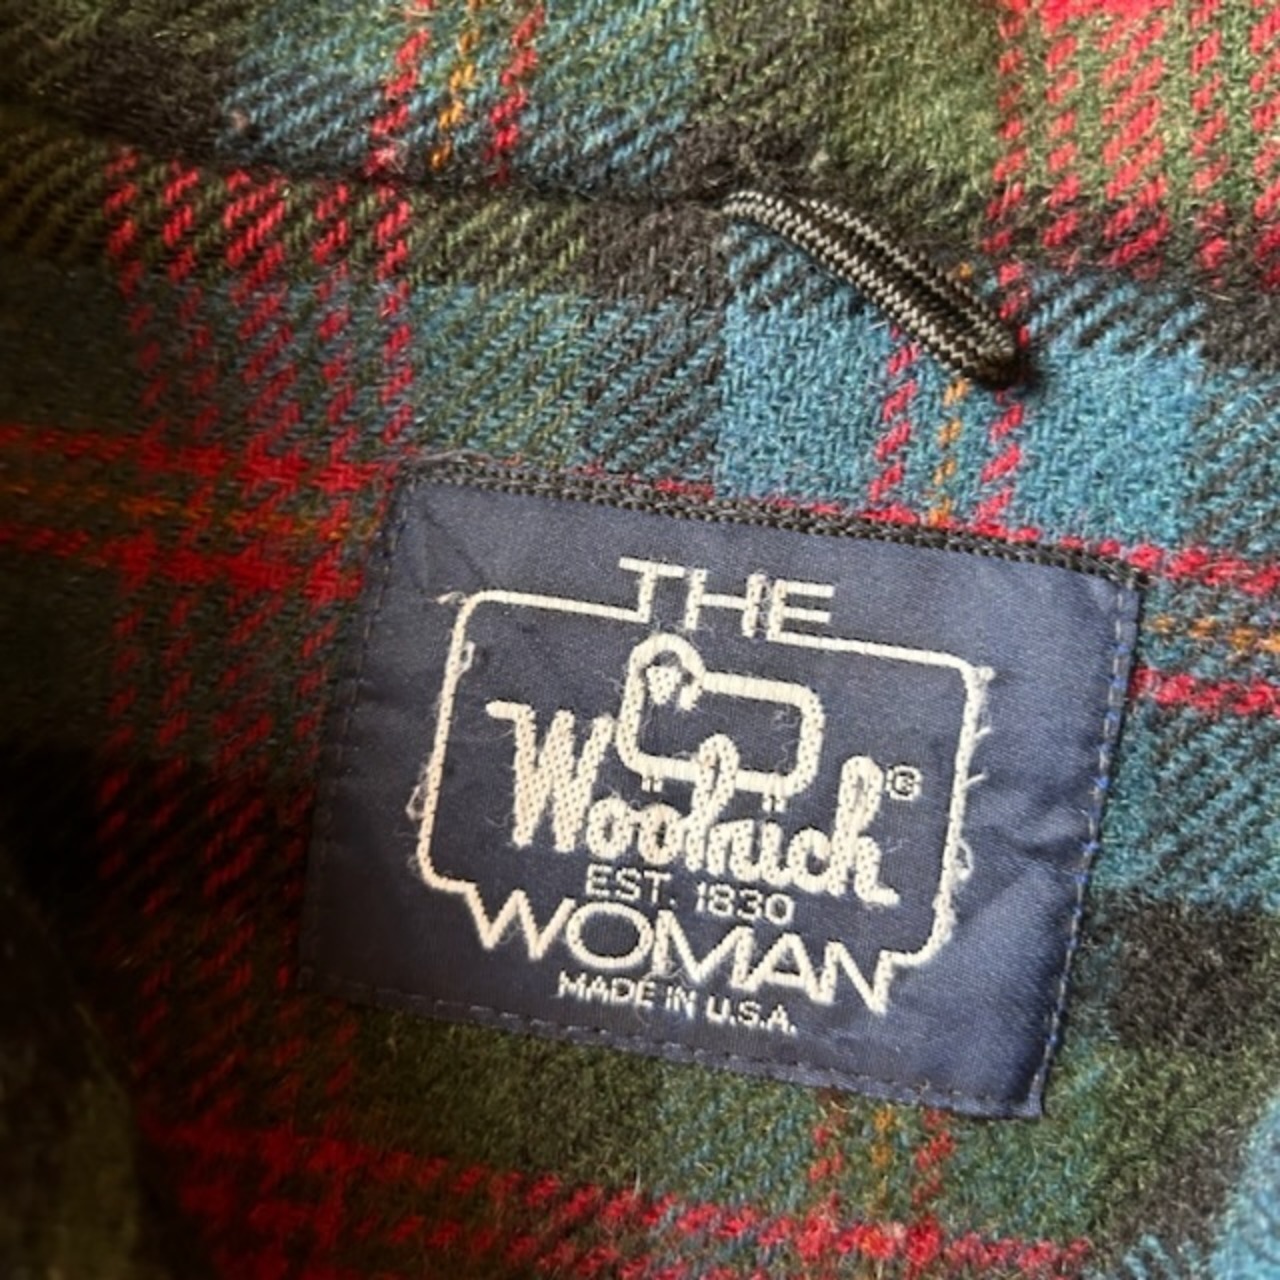 THE
Woolrich®
EST. 1830
WOMAN
MADE IN U.S.A.